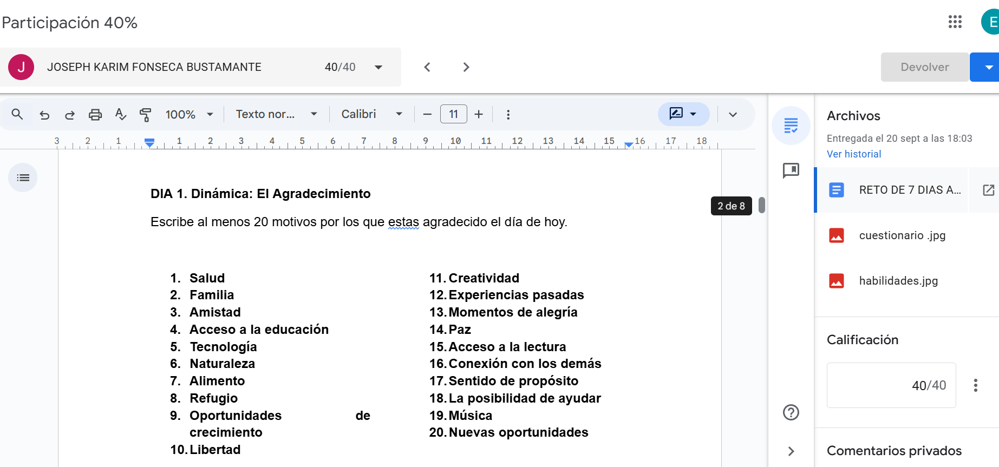 Participación 40%
E
J
JOSEPH KARIM FONSECA BUSTAMANTE
40/40
Devolver
100%
Texto nor...
Calibri
11
3 2 1 1 2 3 4 5 6 7 8 9 10 11 12 13 14 15 16 17 18
DIA 1. Dinámica: El Agradecimiento
Escribe al menos 20 motivos por los que estas agradecido el día de hoy.
1. Salud
2. Familia
3. Amistad
4. Acceso a la educación
5. Tecnología
6. Naturaleza
7. Alimento
8. Refugio
9. Oportunidades de
crecimiento
10. Libertad
11. Creatividad
12. Experiencias pasadas
13. Momentos de alegría
14. Paz
15. Acceso a la lectura
16. Conexión con los demás
17. Sentido de propósito
18. La posibilidad de ayudar
19. Música
20. Nuevas oportunidades
2 de 8
Archivos
Entregada el 20 sept a las 18:03
Ver historial
RETO DE 7 DIAS A...
cuestionario .jpg
habilidades.jpg
Calificación
40/40
Comentarios privados